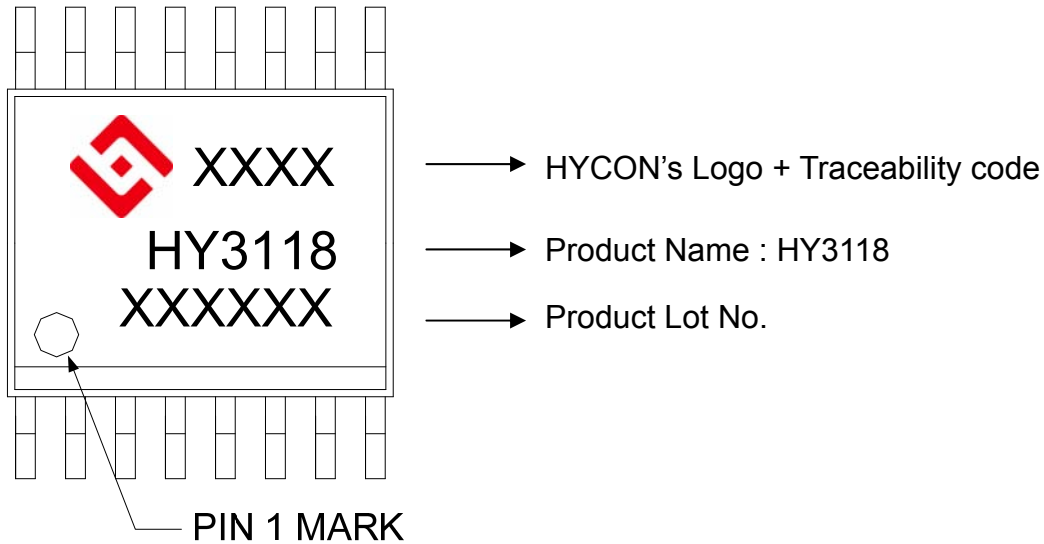 XXXX
HYCON's Logo + Traceability code
HY3118
Product Name : HY3118
XXXXXX
Product Lot No.
PIN 1 MARK